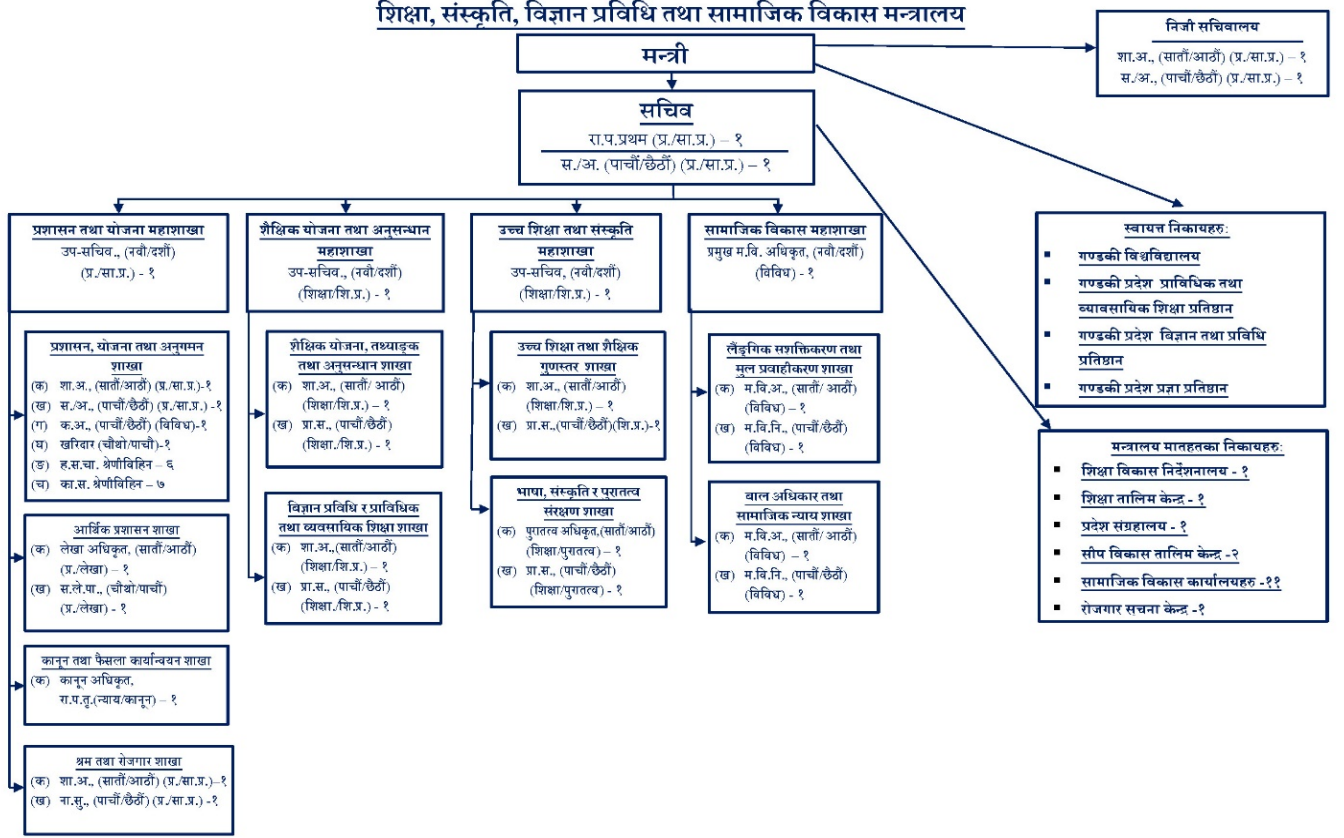 शिक्षा, संस्कृति, विज्ञान प्रविधि तथा सामाजिक विकास मन्त्रालय
मन्त्री
निजी सचिवालय
शा.अ., (सातौं/आठौं) (प्र./सा.प्र.) – १
स./अ., (पाचौं/छैठौं) (प्र./सा.प्र.) – १
सचिव
रा.प.प्रथम (प्र./सा.प्र.) – १
स./अ. (पाचौं/छैठौं) (प्र./सा.प्र.) – १
प्रशासन तथा योजना महाशाखा
उप-सचिव., (नवौ/दशौं)
(प्र./सा.प्र.) - १
शैक्षिक योजना तथा अनुसन्धान
महाशाखा
उप-सचिव., (नवौ/दशौं)
(शिक्षा/शि.प्र.) - १
उच्च शिक्षा तथा संस्कृति
महाशाखा
उप-सचिव, (नवौ/दशौं)
(शिक्षा/शि.प्र.) - १
सामाजिक विकास महाशाखा
प्रमुख म.वि. अधिकृत, (नवौ/दशौं)
(विविध) - १
प्रशासन, योजना तथा अनुगमन
शाखा
(क) शा.अ., (सातौं/आठौं) (प्र./सा.प्र.)-१
(ख) स./अ., (पाचौं/छैठौं) (प्र./सा.प्र.) -१
(ग) क.अ., (पाचौं/छैठौं) (विविध)-१
(घ) खरिदार (चौथो/पाचौ)-१
(ङ) ह.स.चा. श्रेणीविहिन – ६
(च) का.स. श्रेणीविहिन – ७
आर्थिक प्रशासन शाखा
(क) लेखा अधिकृत, (सातौं/आठौं)
(प्र./लेखा) – १
(ख) स.ले.पा., (चौथो/पाचौं)
(प्र./लेखा) - १
कानून तथा फैसला कार्यान्वयन शाखा
(क) कानून अधिकृत,
रा.प.तृ.(न्याय/कानून) – १
श्रम तथा रोजगार शाखा
(क) शा.अ., (सातौं/आठौं) (प्र./सा.प्र.)–१
(ख) ना.सु., (पाचौं/छैठौं) (प्र./सा.प्र.) -१
शैक्षिक योजना, तथ्याङ्क
तथा अनुसन्धान शाखा
(क) शा.अ., (सातौं/ आठौं)
(शिक्षा/शि.प्र.) – १
(ख) प्रा.स., (पाचौं/छैठौं)
(शिक्षा./शि.प्र.) - १
विज्ञान प्रविधि र प्राविधिक
तथा व्यवसायिक शिक्षा शाखा
(क) शा.अ.,(सातौं/आठौं)
(शिक्षा/शि.प्र.) – १
(ख) प्रा.स., (पाचौं/छैठौं)
(शिक्षा./शि.प्र.) - १
उच्च शिक्षा तथा शैक्षिक
गुणस्तर शाखा
(क) शा.अ., (सातौं/आठौं)
(शिक्षा/शि.प्र.) – १
(ख) प्रा.स.,(पाचौं/छैठौं)(शि.प्र.)-१
भाषा, संस्कृति र पुरातत्व
संरक्षण शाखा
(क) पुरातत्व अधिकृत,(सातौं/आठौं)
(शिक्षा/पुरातत्व) – १
(ख) प्रा.स., (पाचौं/छैठौं)
(शिक्षा/पुरातत्व) - १
लैङ्गिक सशक्तिकरण तथा
मुल प्रवाहीकरण शाखा
(क) म.वि.अ., (सातौं/ आठौं)
(विविध) – १
(ख) म.वि.नि., (पाचौं/छैठौं)
(विविध) - १
वाल अधिकार तथा
सामाजिक न्याय शाखा
(क) म.वि.अ., (सातौं/ आठौं)
(विविध) – १
(ख) म.वि.नि., (पाचौं/छैठौं)
(विविध) - १
स्वायत्त निकायहरुः
▪ गण्डकी विश्वविद्यालय
▪ गण्डकी प्रदेश प्राविधिक तथा
व्यावसायिक शिक्षा प्रतिष्ठान
▪ गण्डकी प्रदेश विज्ञान तथा प्रविधि
प्रतिष्ठान
▪ गण्डकी प्रदेश प्रज्ञा प्रतिष्ठान
मन्त्रालय मातहतका निकायहरुः
▪ शिक्षा विकास निर्देशनालय - १
▪ शिक्षा तालिम केन्द्र - १
▪ प्रदेश संग्रहालय - १
▪ सीप विकास तालिम केन्द्र -२
▪ सामाजिक विकास कार्यालयहरु -११
▪ रोजगार सचना केन्द्र -१